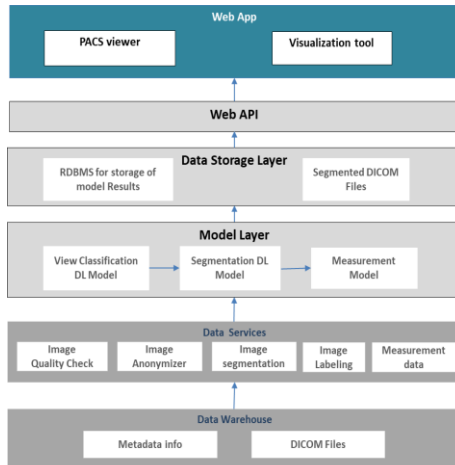 Web App
PACS viewer
Visualization tool
Web API
Data Storage Layer
RDBMS for storage of
model Results
Segmented DICOM
Files
Model Layer
View Classification
DL Model
Segmentation DL
Model
Measurement
Model
Data Services
Image
Quality Check
Image
Anonymizer
Image
segmentation
Image
Labeling
Measurement
data
Data Warehouse
Metadata info
DICOM Files